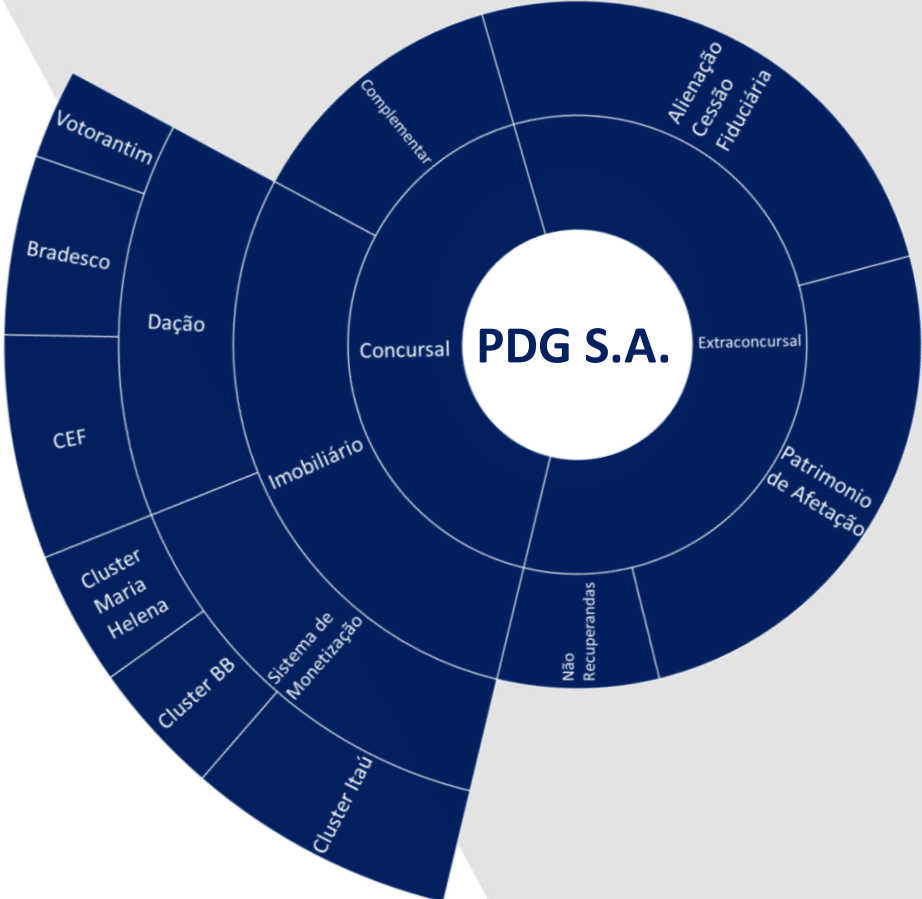 PDG S.A.
Extraconcursal
Alienação
Cessão
Fiduciária
Patrimonio
de Afetação
Não
Recuperandas
Concursal
Complementar
Imobiliário
Dação
Votorantim
Bradesco
CEF
Sistema de
Monetização
Cluster
Maria
Helena
Cluster BB
Cluster Itaú